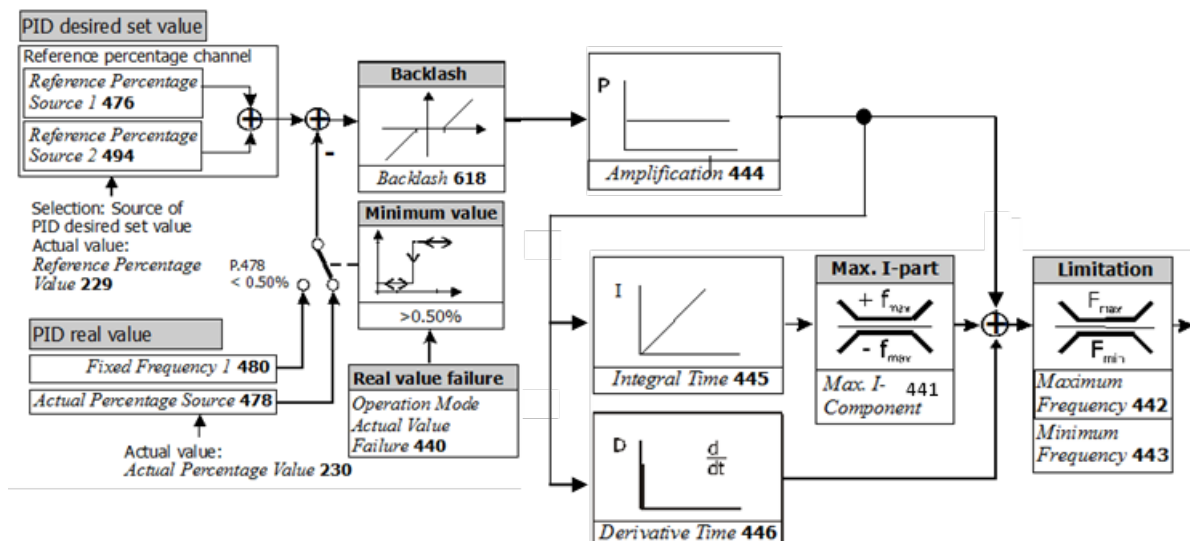 PID desired set value
Reference percentage channel
Reference Percentage
Source 1 476
Reference Percentage
Source 2 494
-
Selection: Source of
PID desired set value
Actual value:
Reference Percentage
Value 229
P.478
< 0.50%
PID real value
Fixed Frequency 1 480
Actual Percentage Source 478
Actual value:
Actual Percentage Value 230
Backlash
Backlash 618
Minimum value
>0.50%
Real value failure
Operation Mode
Actual Value
Failure 440
P
Amplification 444
I
Integral Time 445
D
d
dt
Derivative Time 446
Max. I-part
+ fmax
- fmax
Max. I- 441
Component
Limitation
Fmax
Fmin
Maximum
Frequency 442
Minimum
Frequency 443